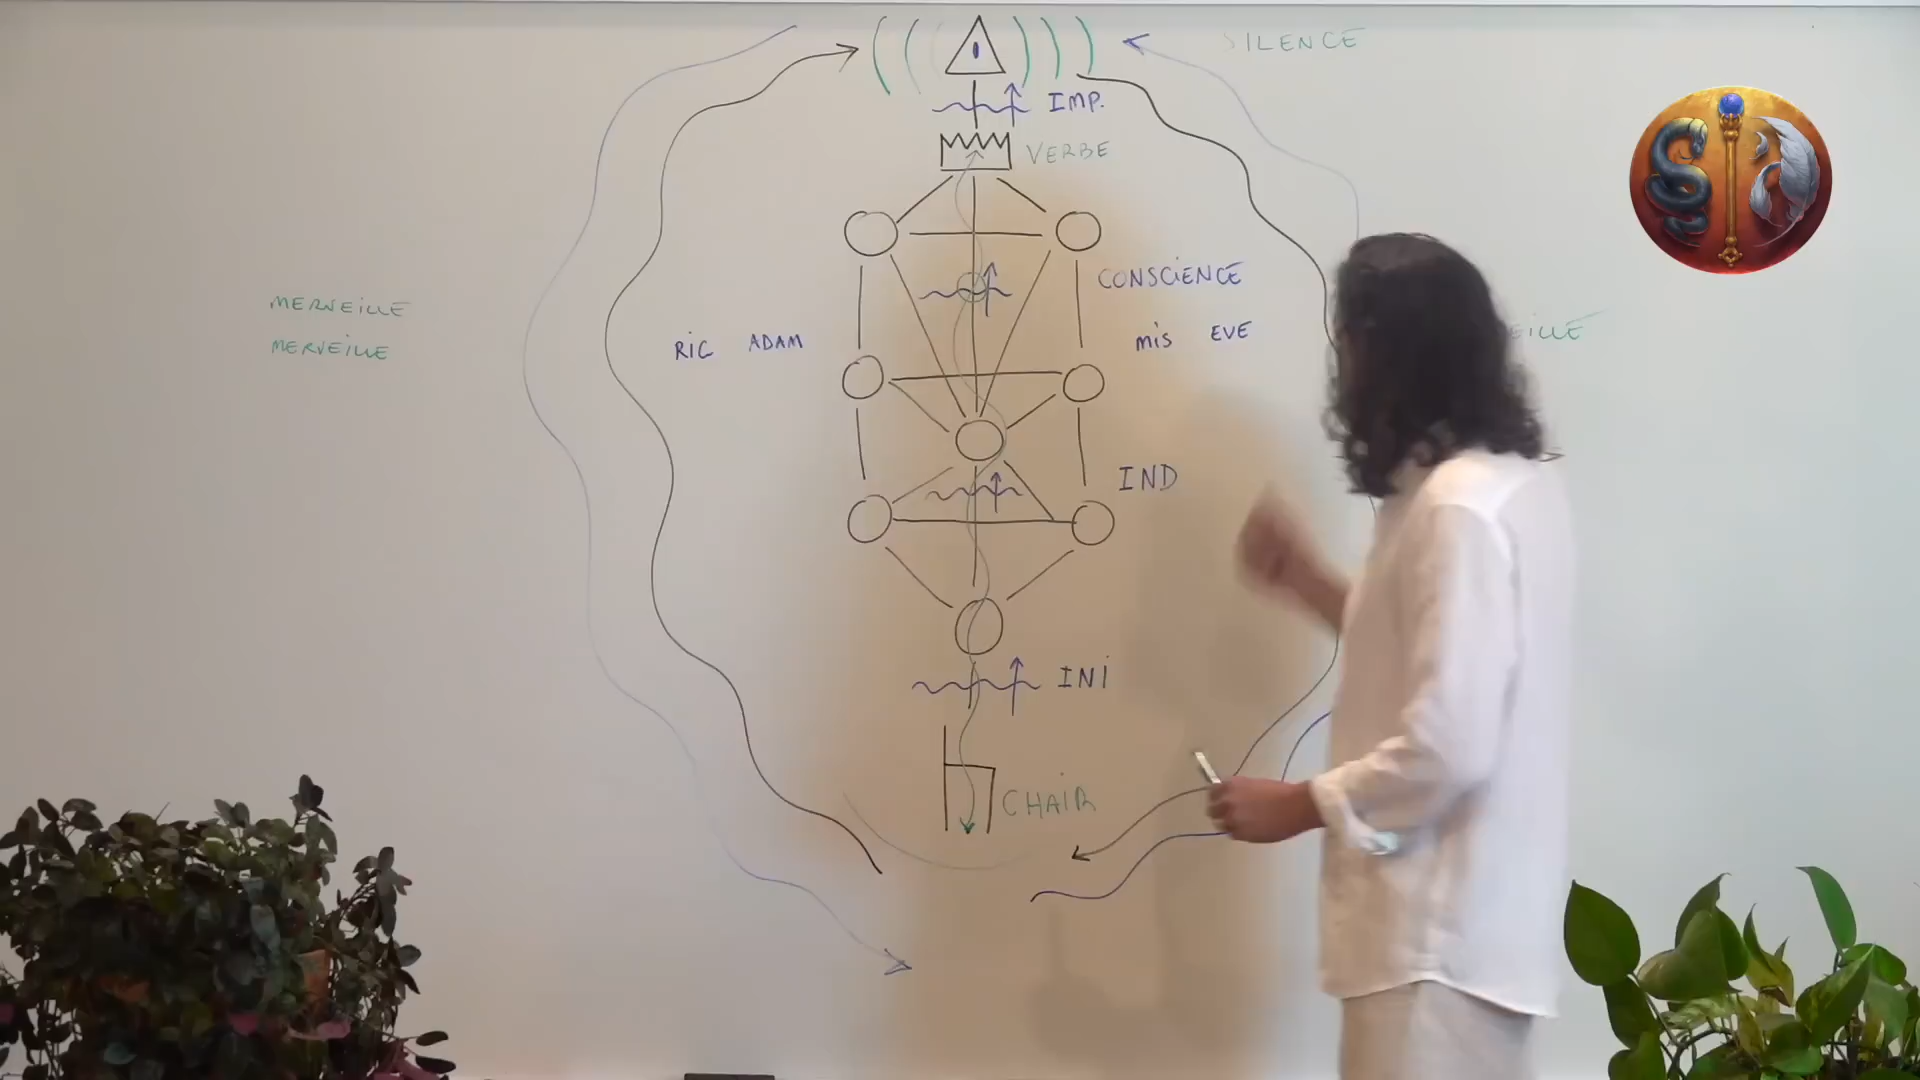 SILENCE
IMP.
VERBE
CONSCIENCE
MERVEILLE
MERVEILLE
RIC ADAM
mis EVE
IND
INI
CHAIR